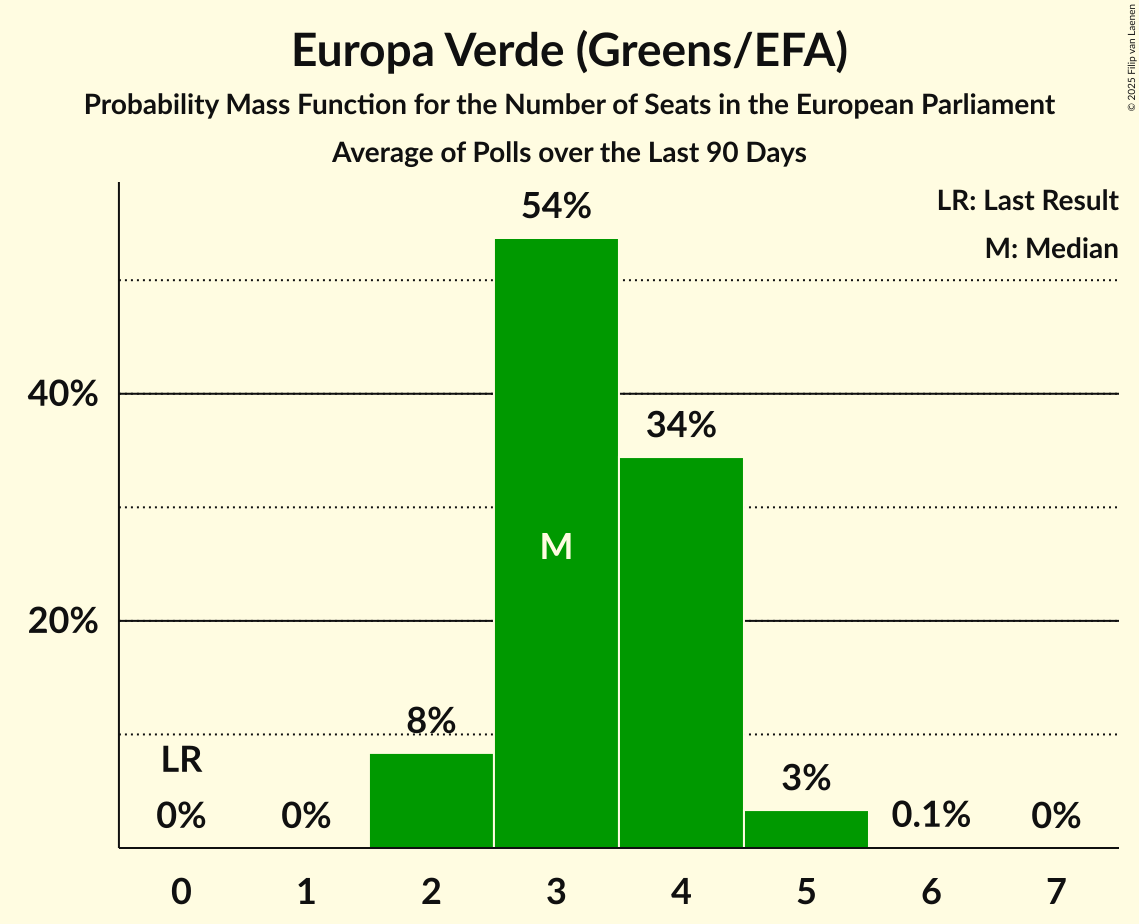 Europa Verde (Greens/EFA)
Probability Mass Function for the Number of Seats in the European Parliament
Average of Polls over the Last 90 Days
© 2025 Filip van Laenen
LR: Last Result
M: Median
54%
40%
34%
M
20%
8%
LR
3%
0%
0%
0.1%
0%
0 1 2 3 4 5 6 7